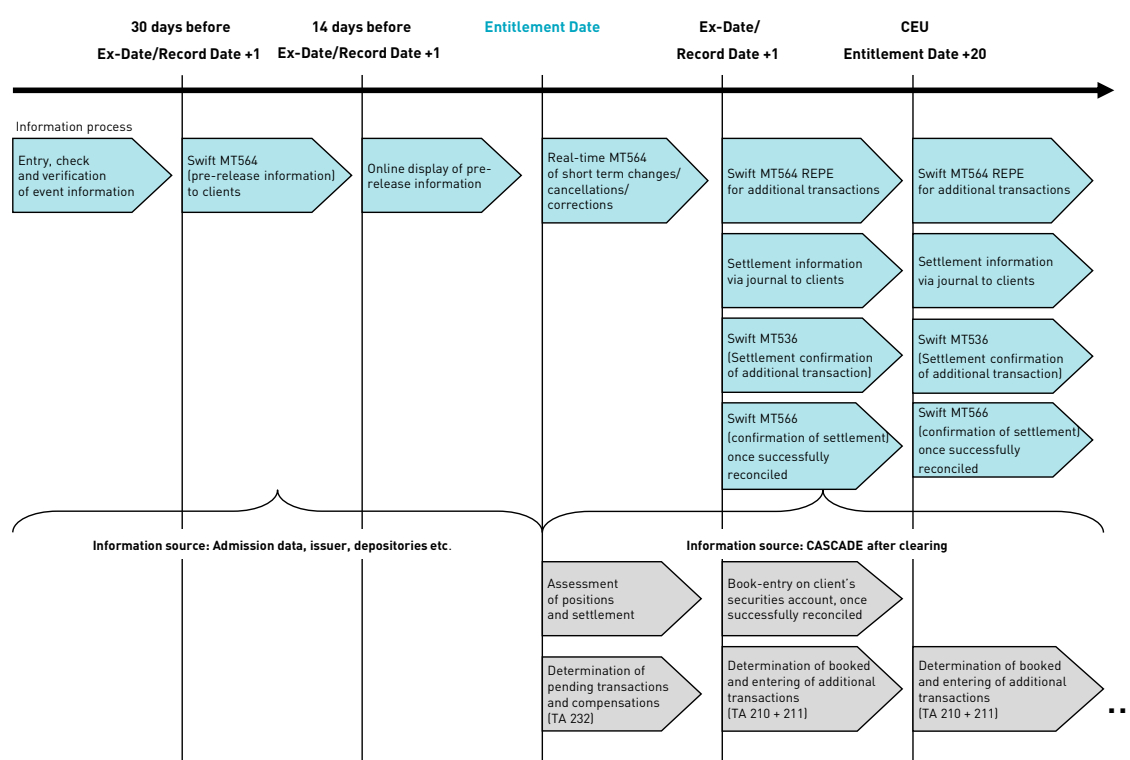 30 days before
Ex-Date/Record Date +1
14 days before
Ex-Date/Record Date +1
Entitlement Date
Ex-Date/
Record Date +1
CEU
Entitlement Date +20
Information process
Entry, check
and verification
of event information
Swift MT564
(pre-release information)
to clients
Online display of pre-
release information
Real-time MT564
of short term changes/
cancellations/
corrections
Swift MT564 REPE
for additional transactions
Swift MT564 REPE
for additional transactions
Settlement information
via journal to clients
Settlement information
via journal to clients
Swift MT536
(Settlement confirmation
of additional transaction)
Swift MT536
(Settlement confirmation
of additional transaction)
Swift MT566
(confirmation of settlement)
once successfully
reconciled
Swift MT566
(confirmation of settlement)
once successfully
reconciled
Information source: Admission data, issuer, depositories etc.
Information source: CASCADE after clearing
Assessment
of positions
and settlement
Book-entry on client's
securities account, once
successfully reconciled
Determination of
pending transactions
and compensations
(TA 232)
Determination of booked
and entering of additional
transactions
(TA 210 + 211)
Determination of booked
and entering of additional
transactions
(TA 210 + 211)
..